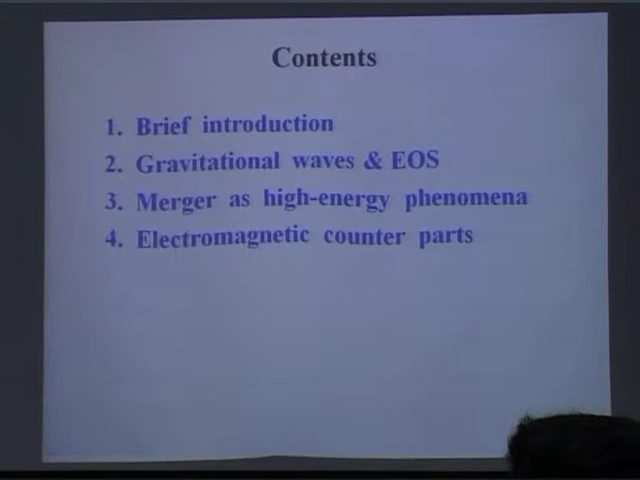 Contents
1. Brief introduction
2. Gravitational waves & EOS
3. Merger as high-energy phenomena
4. Electromagnetic counter parts